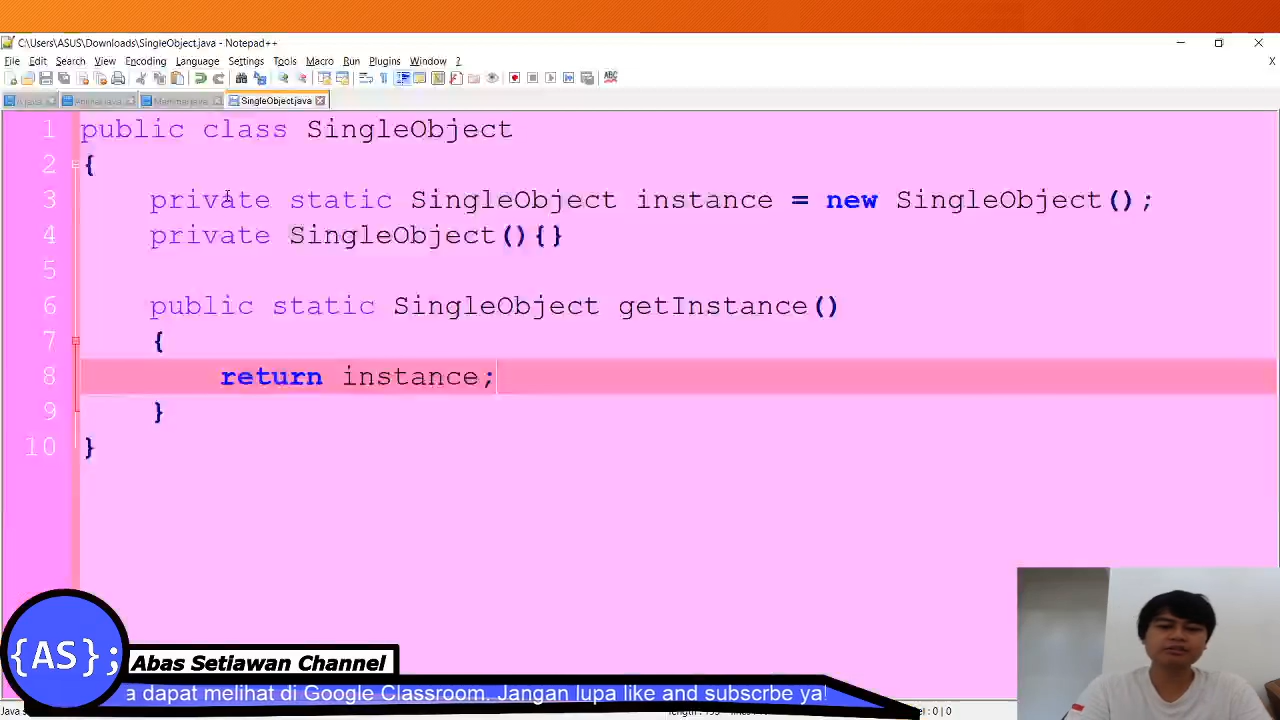 C:\Users\ASUS\Downloads\SingleObject.java - Notepad++
File Edit Search View Encoding Language Settings Tools Macro Run Plugins Window ?
X
SingleObject.java
1 public class SingleObject
2 {
3 private static SingleObject instance = new SingleObject();
4 private SingleObject(){}
5
6 public static SingleObject getInstance()
7 {
8 return instance;
9 }
10 }
{AS};
Abas Setiawan Channel
a dapat melihat di Google Classroom. Jangan lupa like and subscrbe ya!